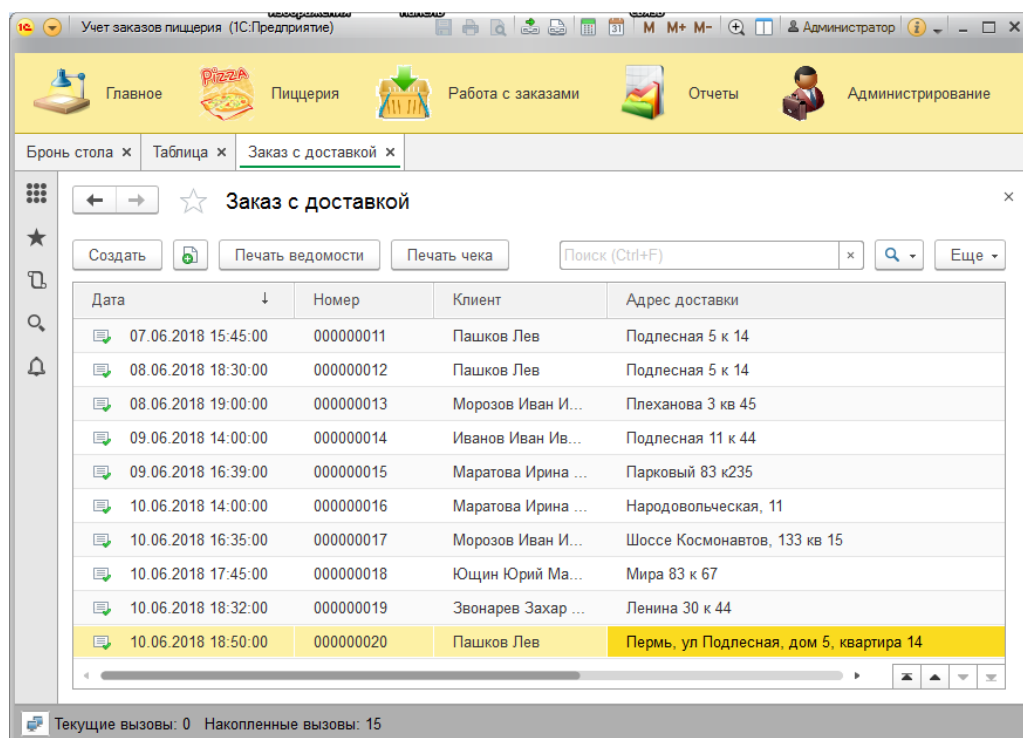 Учет заказов пиццерия (1С:Предприятие) 31 M M+ M- Администратор
Главное PIZZA Пиццерия Работа с заказами Отчеты Администрирование
Бронь стола × Таблица × Заказ с доставкой ×
Заказ с доставкой
Создать Печать ведомости Печать чека Поиск (Ctrl+F) × Еще
Дата ↓ Номер Клиент Адрес доставки
07.06.2018 15:45:00 000000011 Пашков Лев Подлесная 5 к 14
08.06.2018 18:30:00 000000012 Пашков Лев Подлесная 5 к 14
08.06.2018 19:00:00 000000013 Морозов Иван И... Плеханова 3 кв 45
09.06.2018 14:00:00 000000014 Иванов Иван Ив... Подлесная 11 к 44
09.06.2018 16:39:00 000000015 Маратова Ирина ... Парковый 83 к235
10.06.2018 14:00:00 000000016 Маратова Ирина ... Народовольческая, 11
10.06.2018 16:35:00 000000017 Морозов Иван И... Шоссе Космонавтов, 133 кв 15
10.06.2018 17:45:00 000000018 Ющин Юрий Ма... Мира 83 к 67
10.06.2018 18:32:00 000000019 Звонарев Захар ... Ленина 30 к 44
10.06.2018 18:50:00 000000020 Пашков Лев Пермь, ул Подлесная, дом 5, квартира 14
Текущие вызовы: 0 Накопленные вызовы: 15